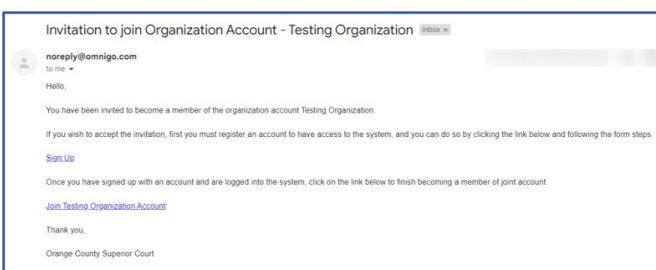 Invitation to join Organization Account - Testing Organization Inbox ×
noreply@omnigo.com
to me
Hello,
You have been invited to become a member of the organization account Testing Organization.
If you wish to accept the invitation, first you must register an account to have access to the system, and you can do so by clicking the link below and following the form steps.
Sign Up
Once you have signed up with an account and are logged into the system, click on the link below to finish becoming a member of joint account.
Join Testing Organization Account
Thank you,
Orange County Superior Court